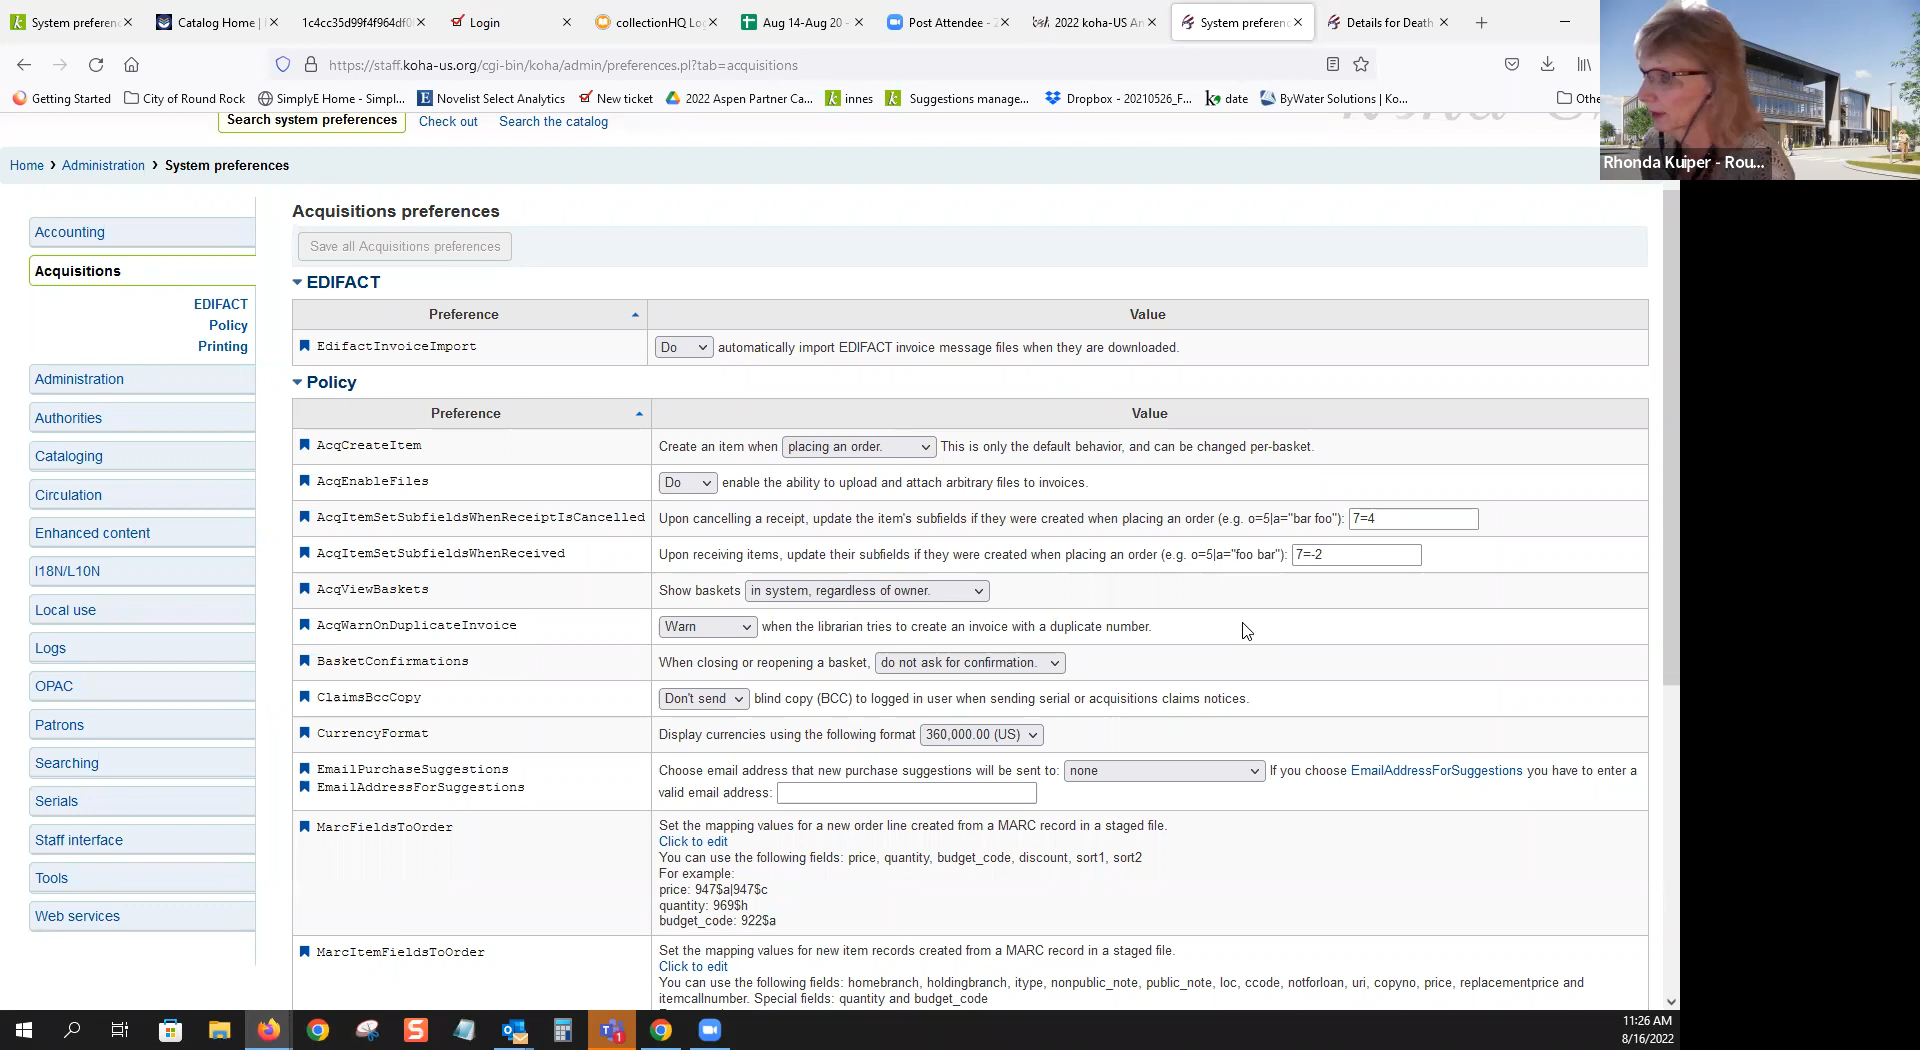 System preferenc
Catalog Home |
1c4cc35d99f4f964df0
Login
collectionHQ Lo
Aug 14-Aug 20 -
Post Attendee - Z
2022 koha-US An
System preferenc
Details for Death
https://staff.koha-us.org/cgi-bin/koha/admin/preferences.pl?tab=acquisitions
Getting Started
City of Round Rock
SimplyE Home - Simpl...
Novelist Select Analytics
New ticket
2022 Aspen Partner Ca...
innes
Suggestions manage...
Dropbox - 20210526_F...
date
ByWater Solutions | Ko...
Othe
Search system preferences
Check out
Search the catalog
Rhonda Kuiper - Rou...
Home > Administration > System preferences
Accounting
Acquisitions
EDIFACT
Policy
Printing
Administration
Authorities
Cataloging
Circulation
Enhanced content
I18N/L10N
Local use
Logs
OPAC
Patrons
Searching
Serials
Staff interface
Tools
Web services
Acquisitions preferences
Save all Acquisitions preferences
EDIFACT
Preference Value
EdifactInvoiceImport Do automatically import EDIFACT invoice message files when they are downloaded.
Policy
Preference Value
AcqCreateItem Create an item when placing an order. This is only the default behavior, and can be changed per-basket.
AcqEnableFiles Do enable the ability to upload and attach arbitrary files to invoices.
AcqItemSetSubfieldsWhenReceiptIsCancelled Upon cancelling a receipt, update the item's subfields if they were created when placing an order (e.g. o=5|a="bar foo"): 7=4
AcqItemSetSubfieldsWhenReceived Upon receiving items, update their subfields if they were created when placing an order (e.g. o=5|a="foo bar"): 7=-2
AcqViewBaskets Show baskets in system, regardless of owner.
AcqWarnOnDuplicateInvoice Warn when the librarian tries to create an invoice with a duplicate number.
BasketConfirmations When closing or reopening a basket, do not ask for confirmation.
ClaimsBccCopy Don't send blind copy (BCC) to logged in user when sending serial or acquisitions claims notices.
CurrencyFormat Display currencies using the following format 360,000.00 (US)
EmailPurchaseSuggestions Choose email address that new purchase suggestions will be sent to: none If you choose EmailAddressForSuggestions you have to enter a
EmailAddressForSuggestions valid email address:
MarcFieldsToOrder Set the mapping values for a new order line created from a MARC record in a staged file.
Click to edit
You can use the following fields: price, quantity, budget_code, discount, sort1, sort2
For example:
price: 947$a|947$c
quantity: 969$h
budget_code: 922$a
MarcItemFieldsToOrder Set the mapping values for new item records created from a MARC record in a staged file.
Click to edit
You can use the following fields: homebranch, holdingbranch, itype, nonpublic_note, public_note, loc, ccode, notforloan, uri, copyno, price, replacementprice and
itemcallnumber. Special fields: quantity and budget_code
11:26 AM
8/16/2022